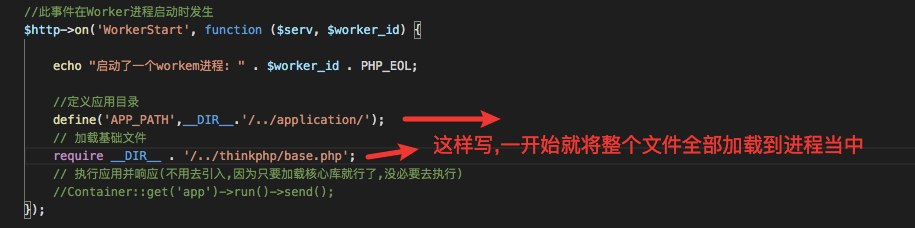 //此事件在Worker进程启动时发生
$http->on('WorkerStart', function ($serv, $worker_id) {
echo "启动了一个workem进程: " . $worker_id . PHP_EOL;
//定义应用目录
define('APP_PATH',__DIR__.'/../application/');
// 加载基础文件
这样写,一开始就将整个文件全部加载到进程当中
require __DIR__ . '/../thinkphp/base.php';
// 执行应用并响应(不用去引入,因为只要加载核心库就行了,没必要去执行)
//Container::get('app')->run()->send();
});